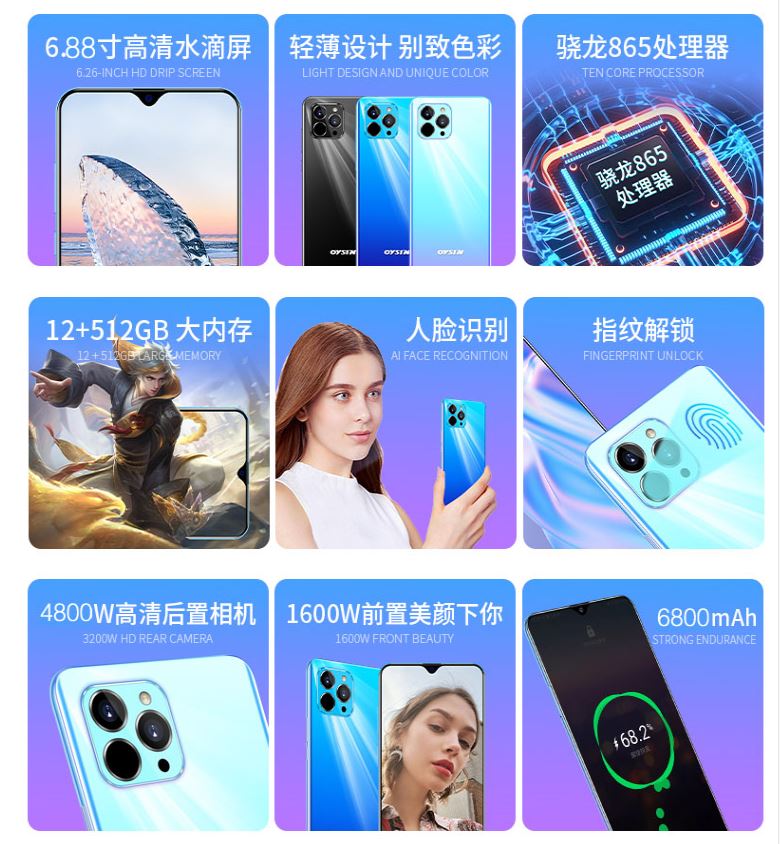 6.88寸高清水滴屏
6.26-INCH HD DRIP SCREEN
轻薄设计 别致色彩
LIGHT DESIGN AND UNIQUE COLOR
OYSIN
OYSIN
OYSIN
骁龙865处理器
TEN CORE PROCESSOR
骁龙865
处理器
12+512GB 大内存
12 + 512GB LARGE MEMORY
人脸识别
AI FACE RECOGNITION
指纹解锁
FINGERPRINT UNLOCK
4800W高清后置相机
3200W HD REAR CAMERA
1600W前置美颜下你
1600W FRONT BEAUTY
6800mAh
STRONG ENDURANCE
68.2%